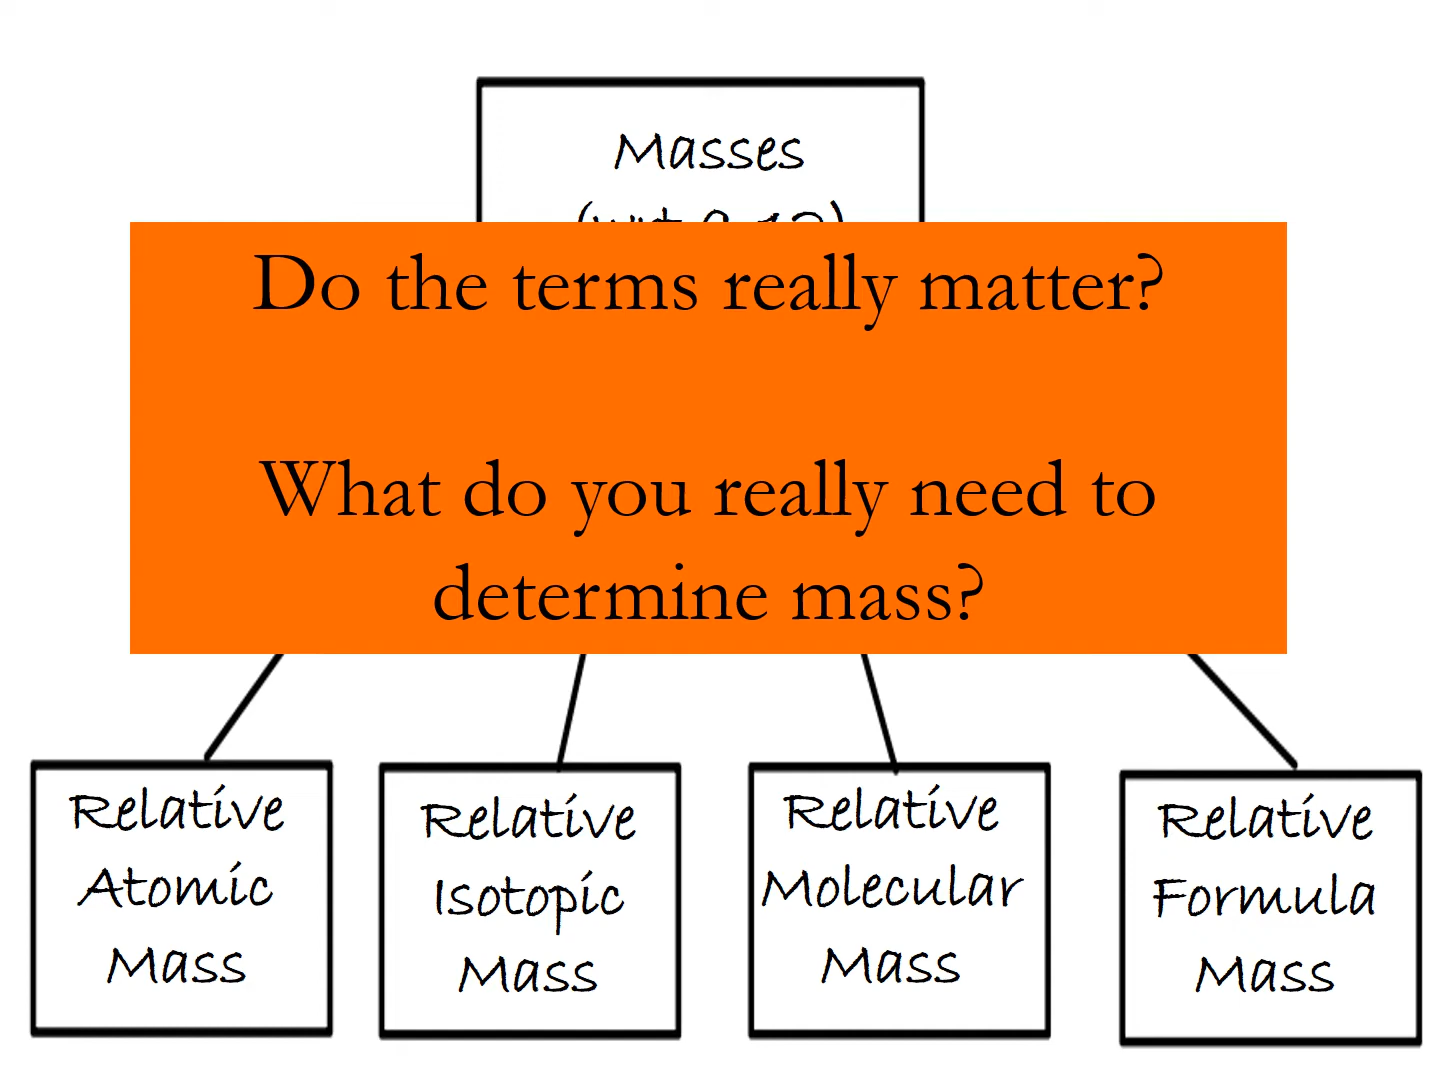 Masses
Do the terms really matter?
What do you really need to
determine mass?
Relative
Atomic
Mass
Relative
Isotopic
Mass
Relative
Molecular
Mass
Relative
Formula
Mass